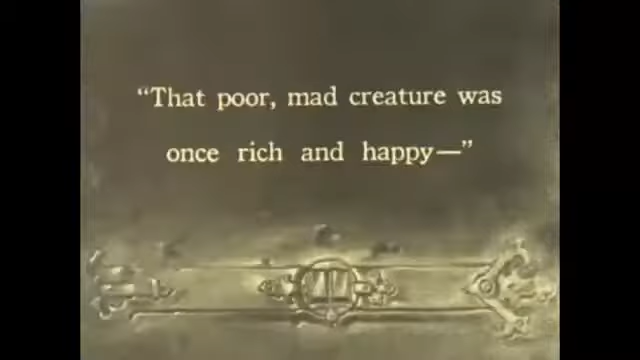 “That poor, mad creature was
once rich and happy—”